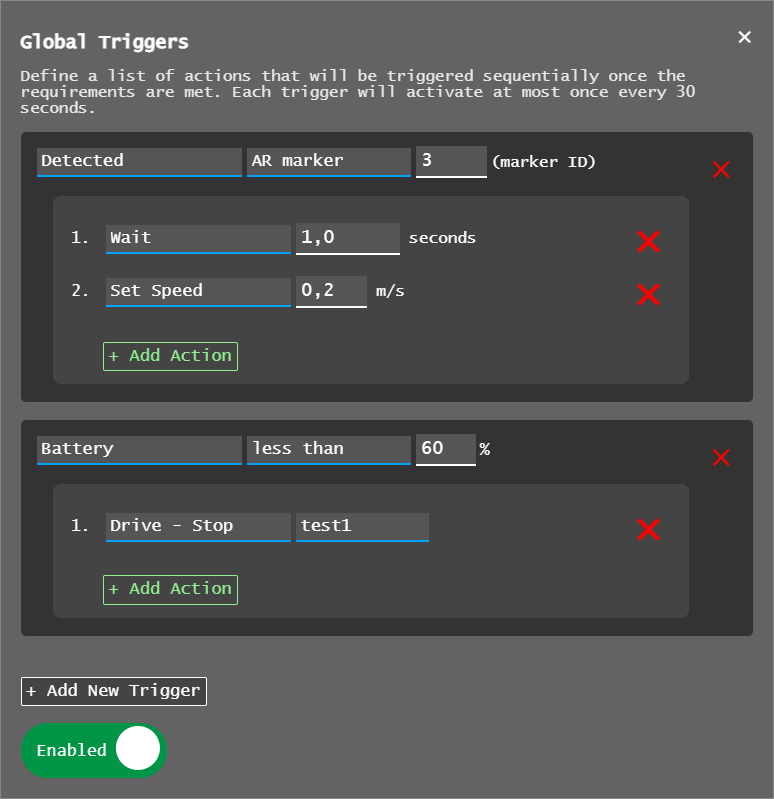 Global Triggers
Define a list of actions that will be triggered sequentially once the
requirements are met. Each trigger will activate at most once every 30
seconds.
Detected AR marker 3 (marker ID)
1. Wait 1,0 seconds
2. Set Speed 0,2 m/s
+ Add Action
Battery less than 60 %
1. Drive - Stop test1
+ Add Action
+ Add New Trigger
Enabled